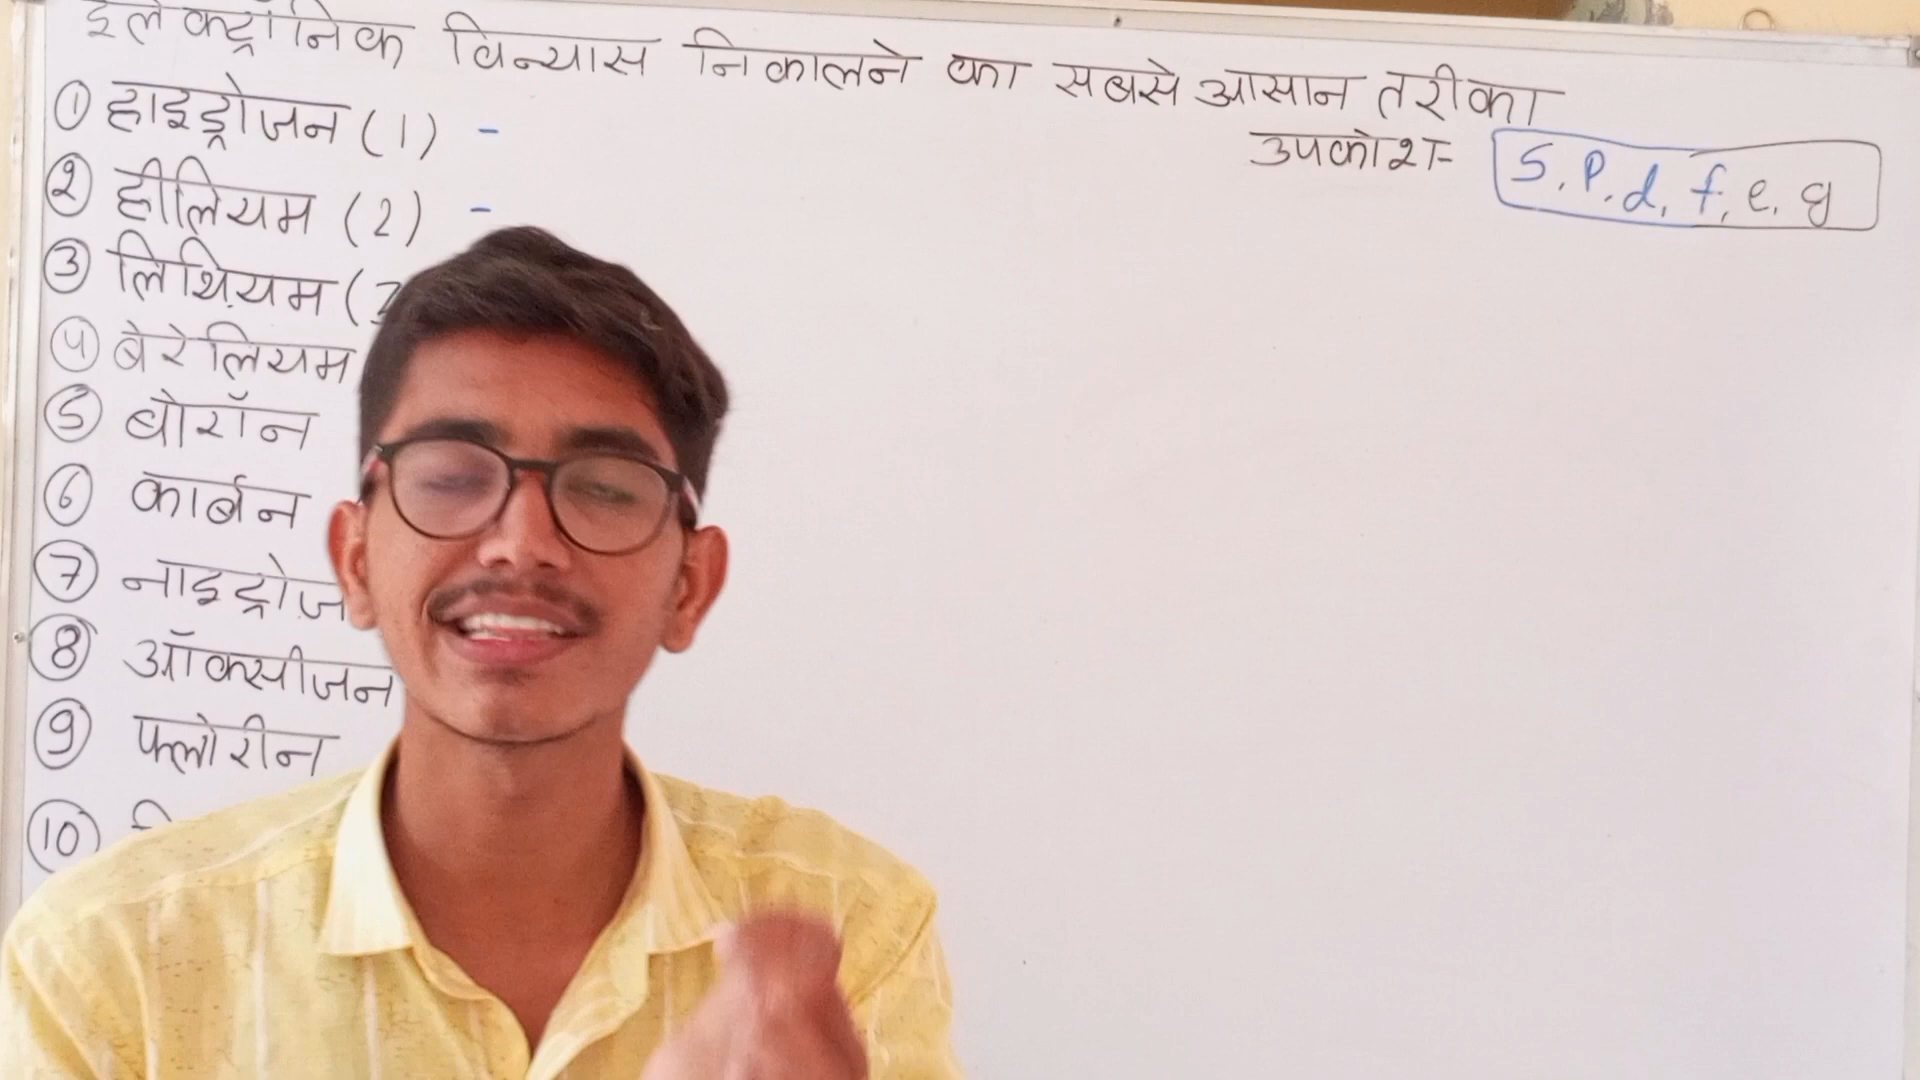 इलेक्ट्रॉनिक विन्यास निकालने का सबसे आसान तरीका
उपकोश- S, P, d, f, e, g
① हाइड्रोजन (1) -
② हीलियम (2) -
③ लिथियम (3
④ बेरेलियम
⑤ बोरॉन
⑥ कार्बन
⑦ नाइट्रोज
⑧ ऑक्सीजन
⑨ फ्लोरीन
⑩